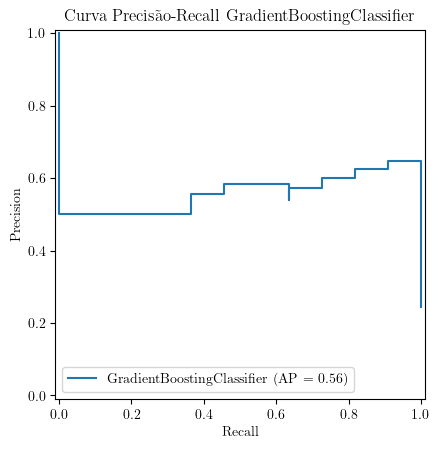 Curva Precisão-Recall GradientBoostingClassifier
1.0
0.8
0.6
0.4
0.2
0.0
Precision
GradientBoostingClassifier (AP = 0.56)
0.0 0.2 0.4 0.6 0.8 1.0
Recall